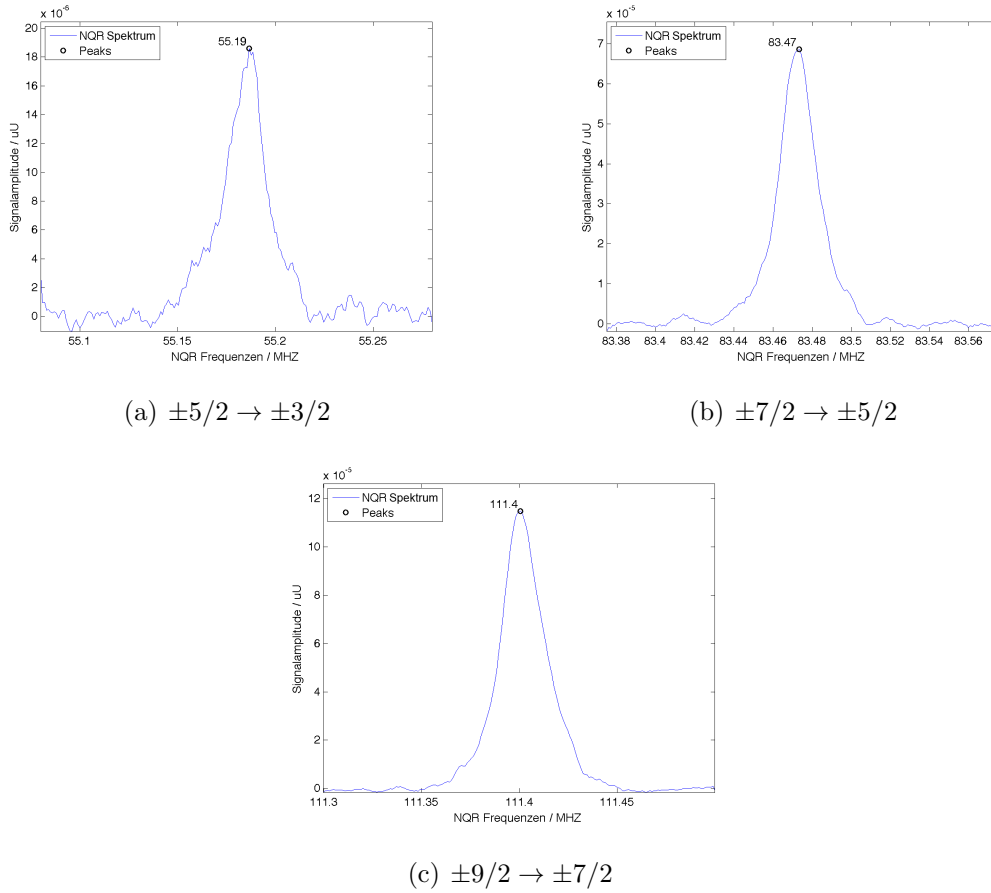 x 10^-6
20
18
16
14
12
10
8
6
4
2
0
Signalamplitude / uU
NQR Spektrum
Peaks
55.19
55.1
55.15
55.2
55.25
NQR Frequenzen / MHZ
(a) ±5/2 → ±3/2
x 10^-5
7
6
5
4
3
2
1
0
Signalamplitude / uU
NQR Spektrum
Peaks
83.47
83.38
83.4
83.42
83.44
83.46
83.48
83.5
83.52
83.54
83.56
NQR Frequenzen / MHZ
(b) ±7/2 → ±5/2
x 10^-5
12
10
8
6
4
2
0
Signalamplitude / uU
NQR Spektrum
Peaks
111.4
111.3
111.35
111.4
111.45
NQR Frequenzen / MHZ
(c) ±9/2 → ±7/2